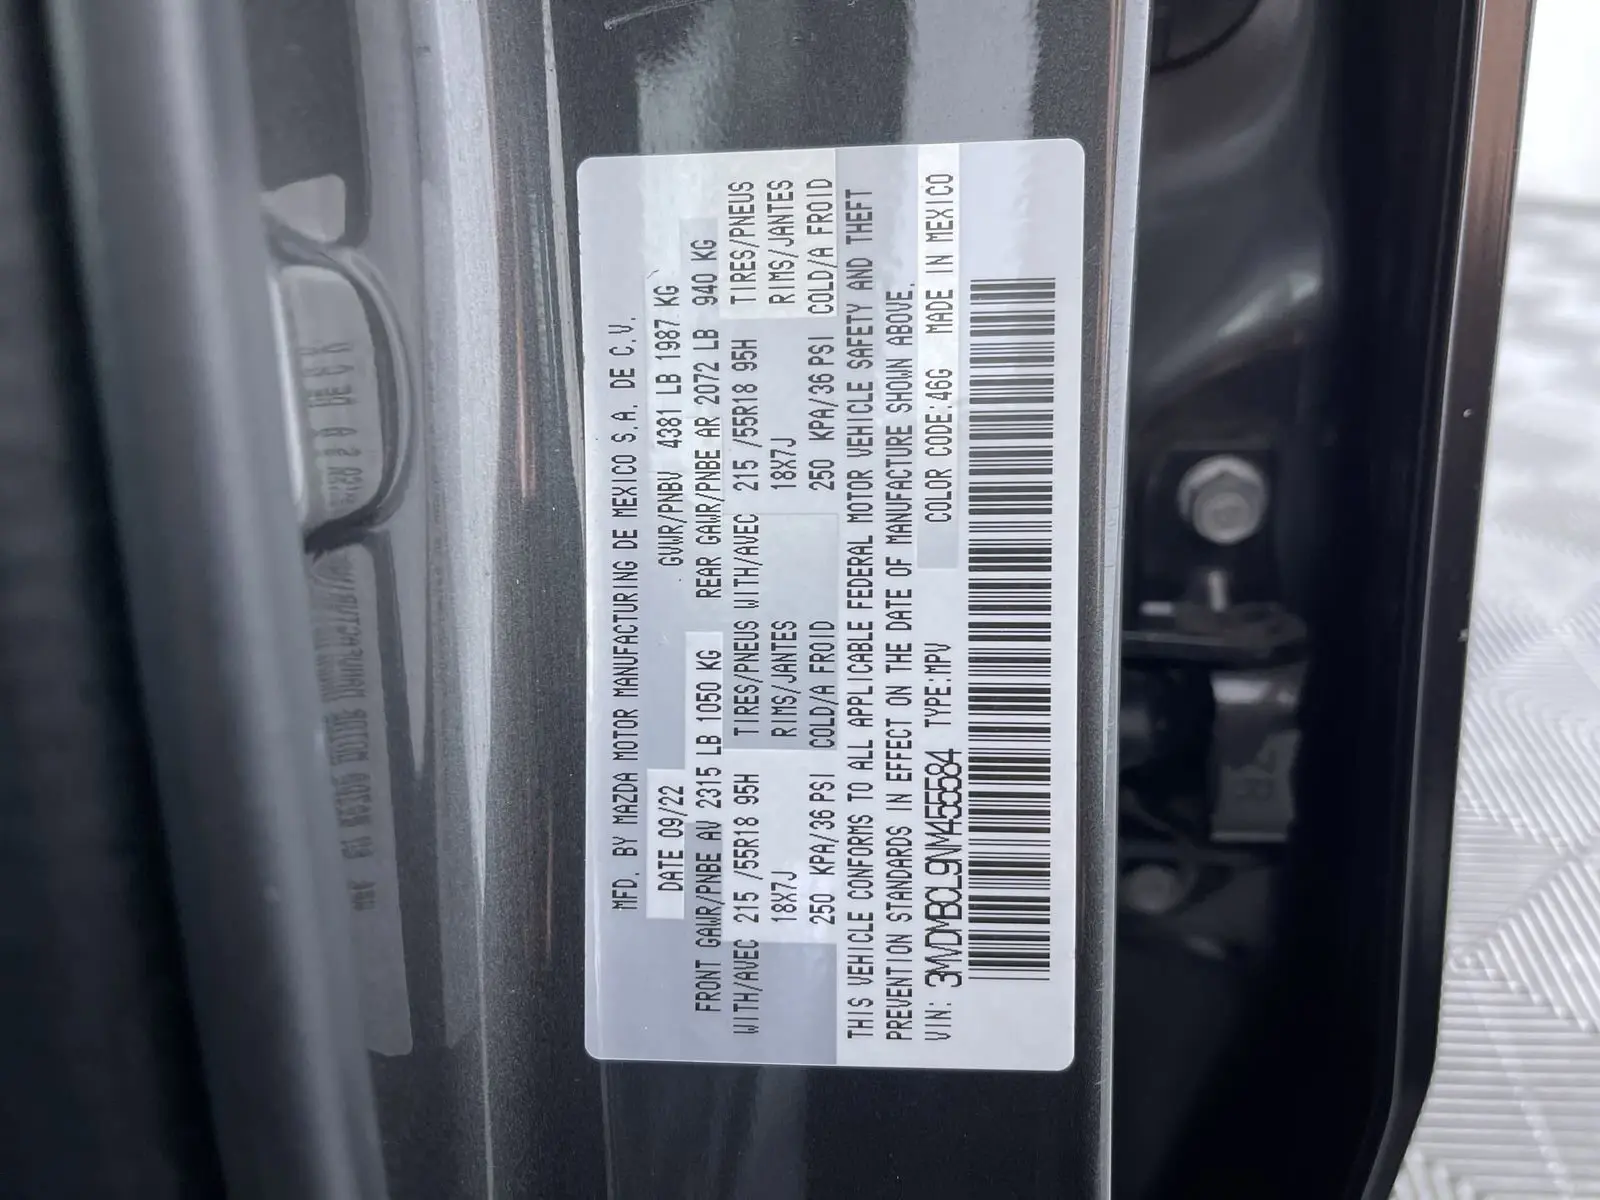 MFD. BY MAZDA MOTOR MANUFACTURING DE MEXICO S.A. DE C.V.
DATE 09/22 GVWR/PNBV 4381 LB 1987 KG
FRONT GAWR/PNBE AV 2315 LB 1050 KG REAR GAWR/PNBE AR 2072 LB 940 KG
WITH/AVEC 215 /55R18 95H TIRES/PNEUS WITH/AVEC 215 /55R18 95H TIRES/PNEUS
18X7J RIMS/JANTES 18X7J RIMS/JANTES
250 KPA/36 PSI COLD/A FROID 250 KPA/36 PSI COLD/A FROID
THIS VEHICLE CONFORMS TO ALL APPLICABLE FEDERAL MOTOR VEHICLE SAFETY AND THEFT
PREVENTION STANDARDS IN EFFECT ON THE DATE OF MANUFACTURE SHOWN ABOVE.
VIN: 3MVDMBCL9NM455584 TYPE:MPV COLOR CODE:46G MADE IN MEXICO